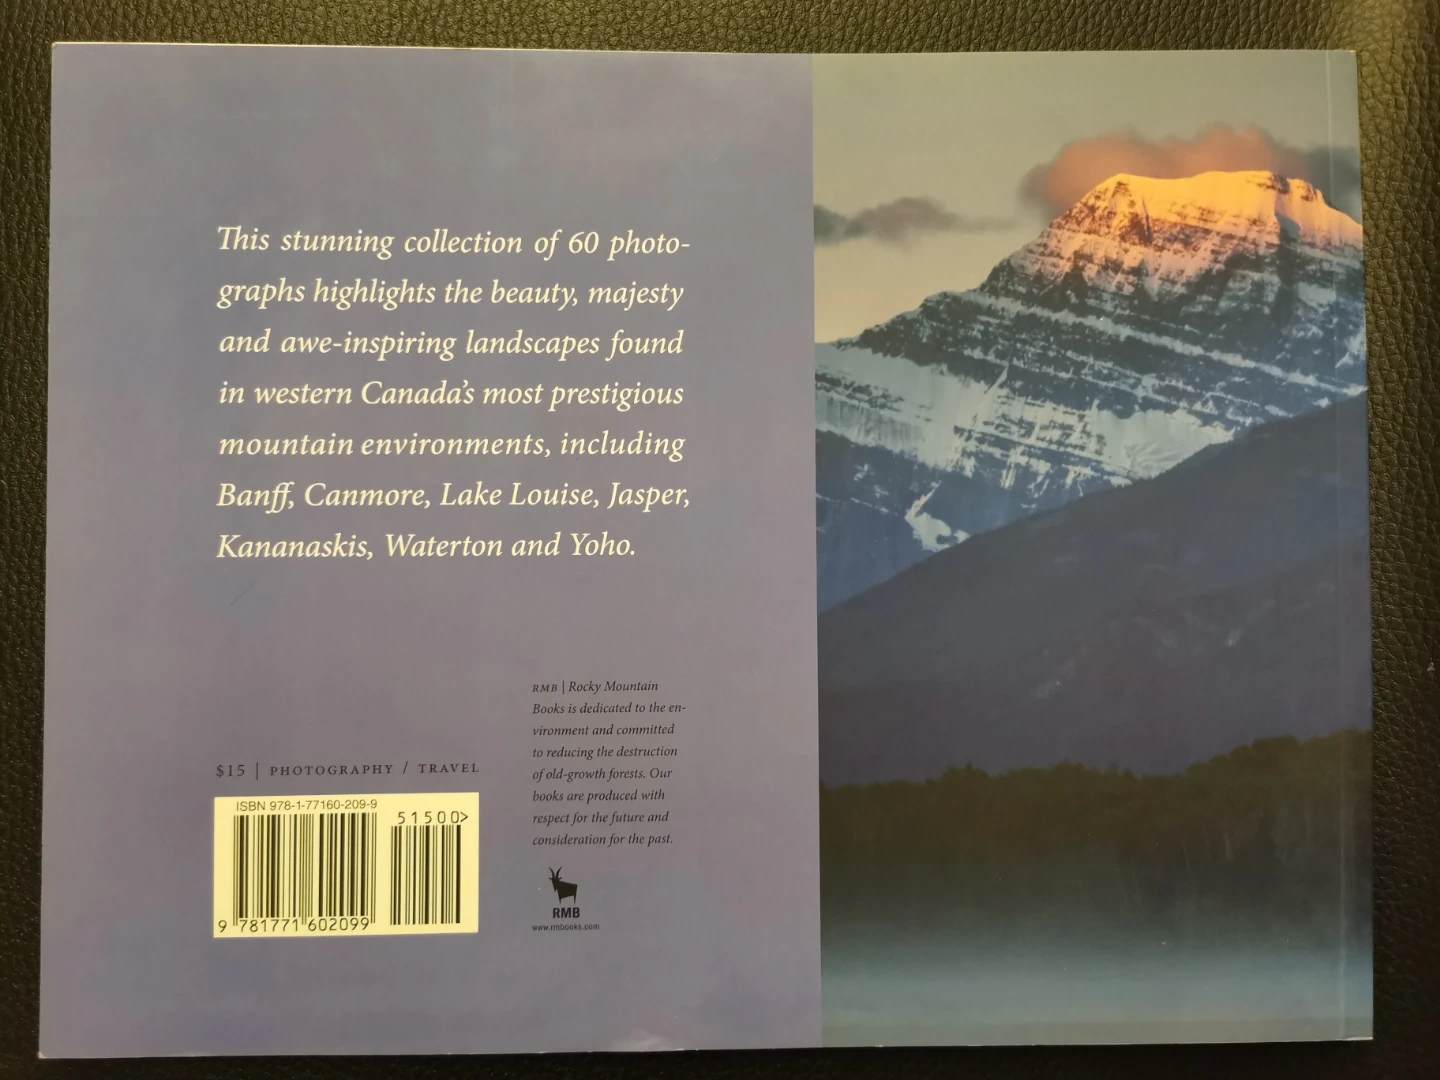 This stunning collection of 60 photo-
graphs highlights the beauty, majesty
and awe-inspiring landscapes found
in western Canada's most prestigious
mountain environments, including
Banff, Canmore, Lake Louise, Jasper,
Kananaskis, Waterton and Yoho.
RMB | Rocky Mountain
Books is dedicated to the en-
vironment and committed
to reducing the destruction
of old-growth forests. Our
books are produced with
respect for the future and
consideration for the past.
$15 | PHOTOGRAPHY / TRAVEL
ISBN 978-1-77160-209-9
51500>
9 781771 602099
RMB
www.rmbooks.com